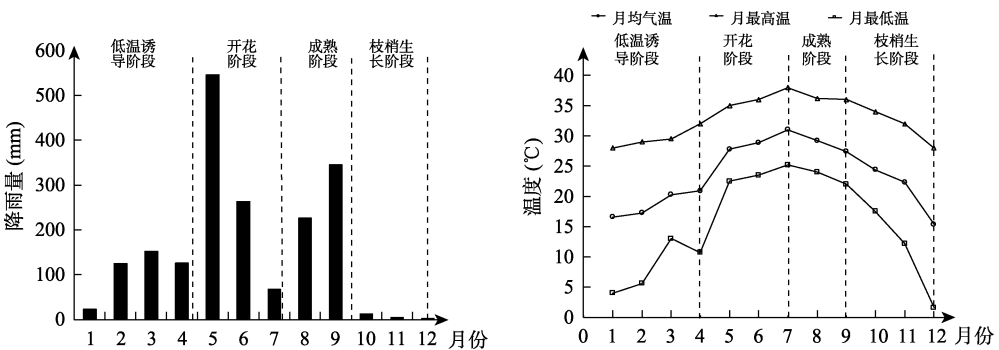 低温诱
导阶段
开花
阶段
成熟
阶段
枝梢生
长阶段
降雨量 (mm)
600
500
400
300
200
100
0
1 2 3 4 5 6 7 8 9 10 11 12 月份
月均气温 月最高温 月最低温
低温诱
导阶段
开花
阶段
成熟
阶段
枝梢生
长阶段
温度 (℃)
40
35
30
25
20
15
10
5
0
0 1 2 3 4 5 6 7 8 9 10 11 12 月份